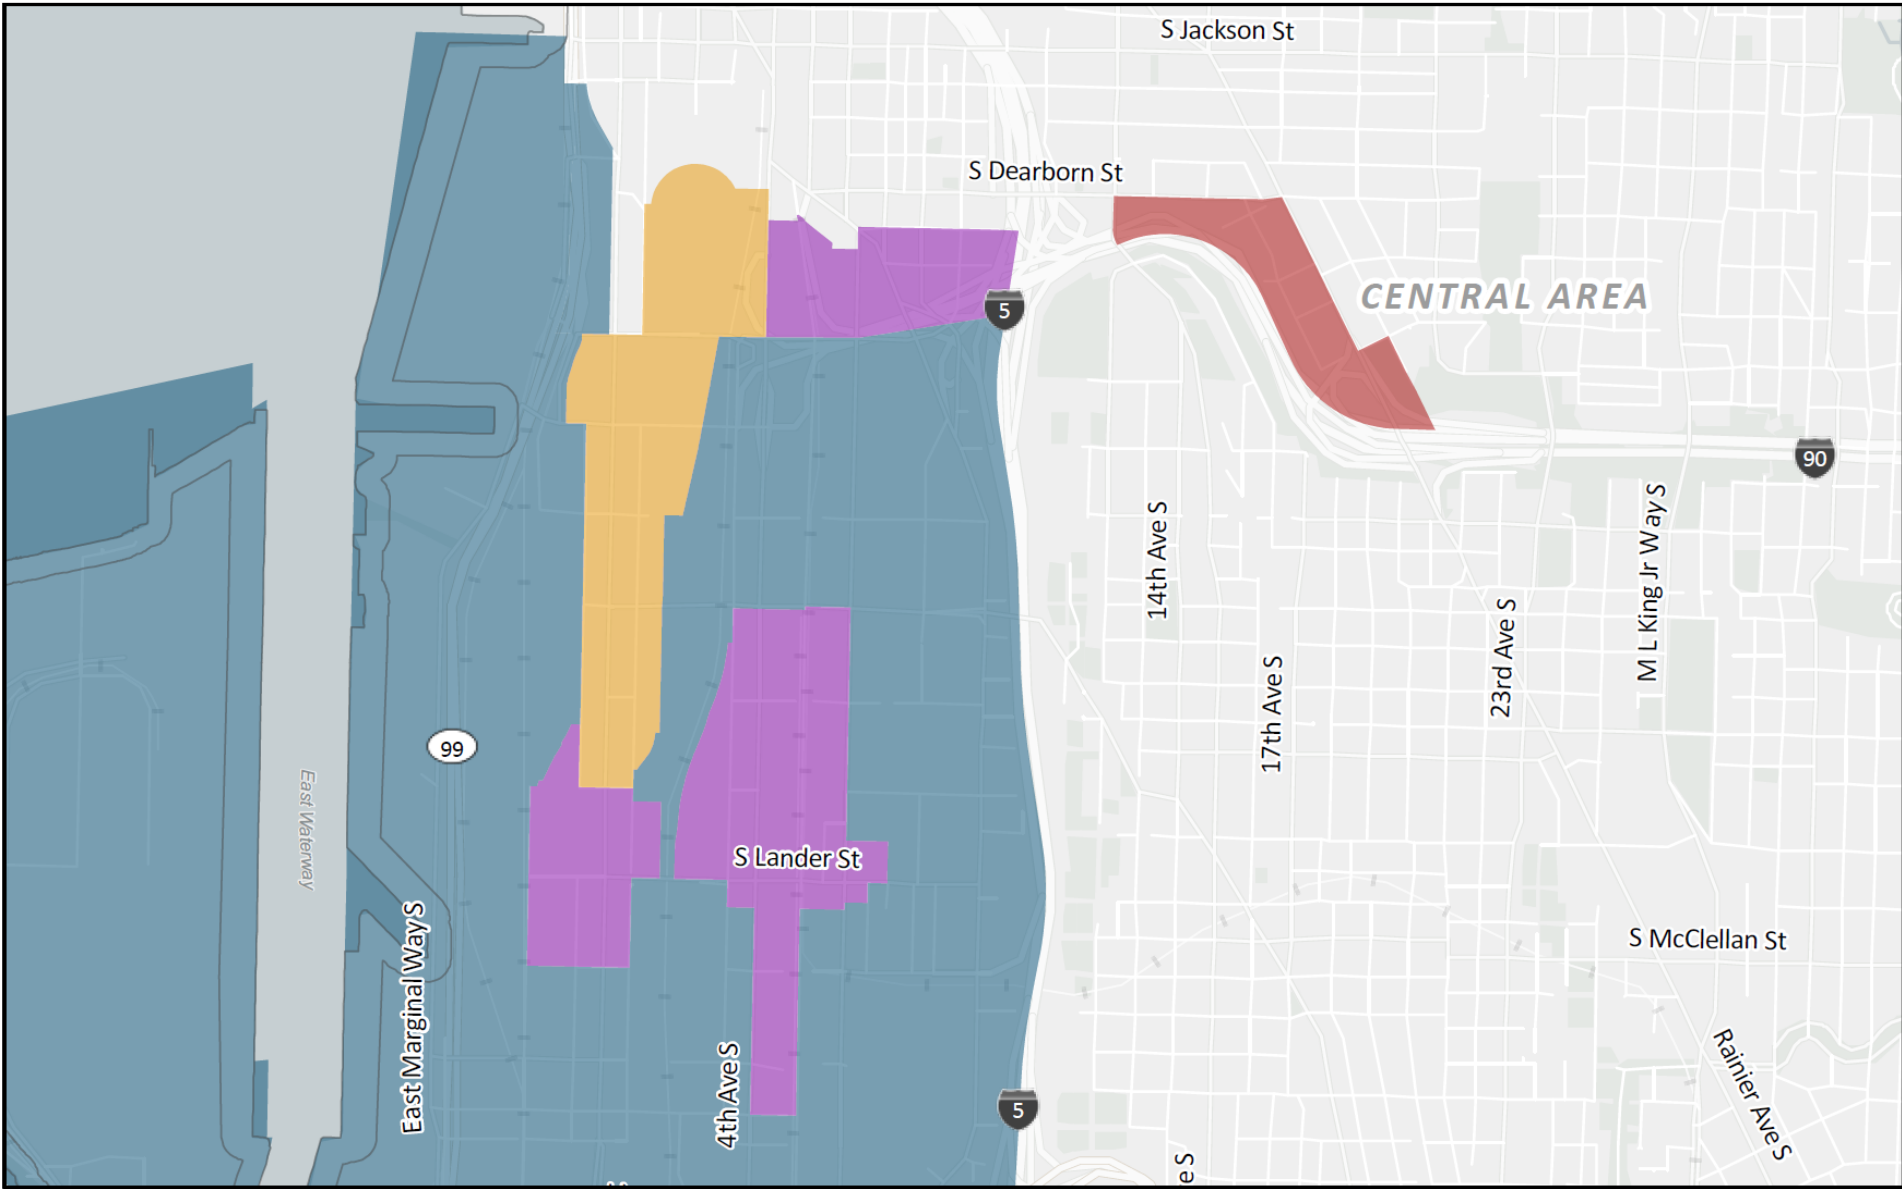 S Jackson St
S Dearborn St
CENTRAL AREA
5
90
14th Ave S
M L King Jr Way S
23rd Ave S
17th Ave S
99
East Waterway
S Lander St
East Marginal Way S
S McClellan St
4th Ave S
Rainier Ave S
5
e S